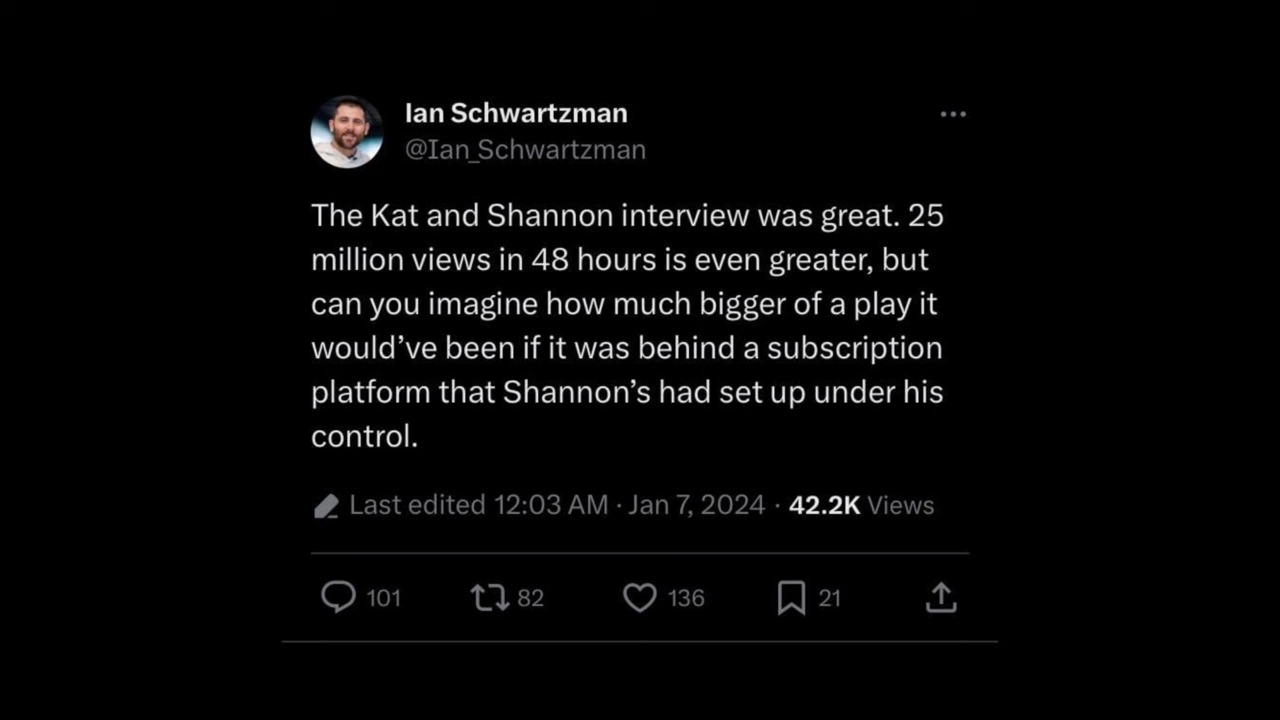 Ian Schwartzman
@Ian_Schwartzman
The Kat and Shannon interview was great. 25
million views in 48 hours is even greater, but
can you imagine how much bigger of a play it
would’ve been if it was behind a subscription
platform that Shannon’s had set up under his
control.
Last edited 12:03 AM · Jan 7, 2024 · 42.2K Views
101 82 136 21